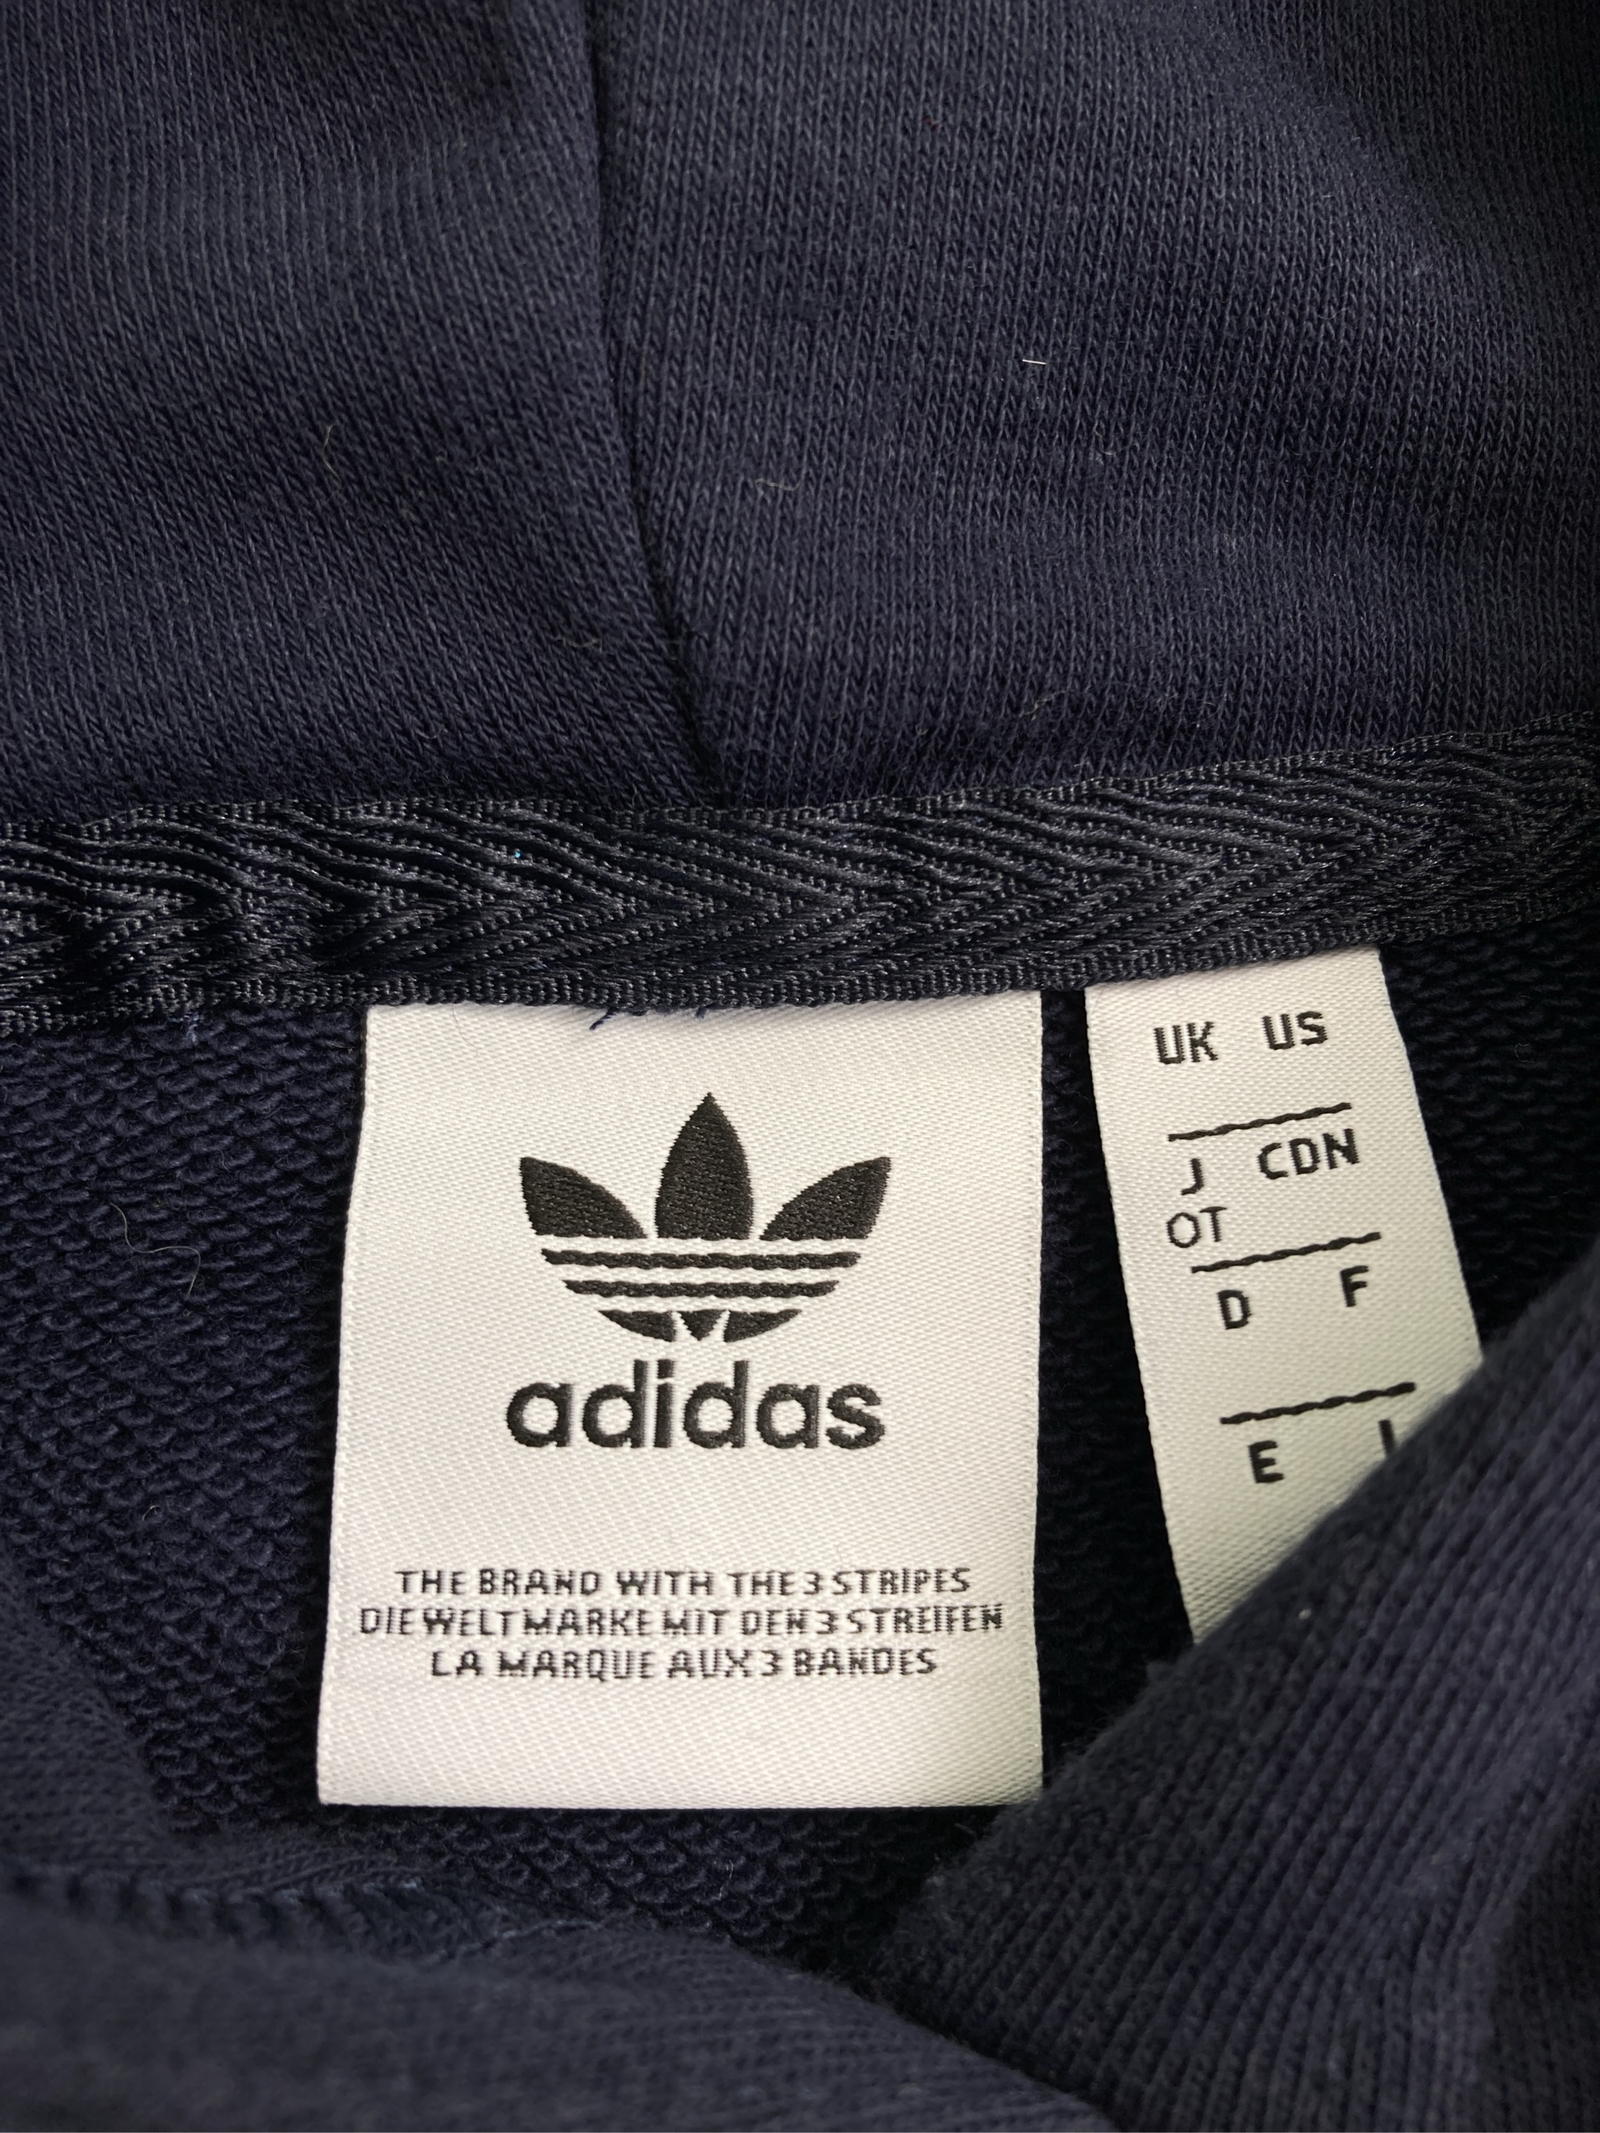 adidas
THE BRAND WITH THE 3 STRIPES
DIE WELTMARKE MIT DEN 3 STREIFEN
LA MARQUE AUX 3 BANDES
UK US
J CDN
OT
D F
E